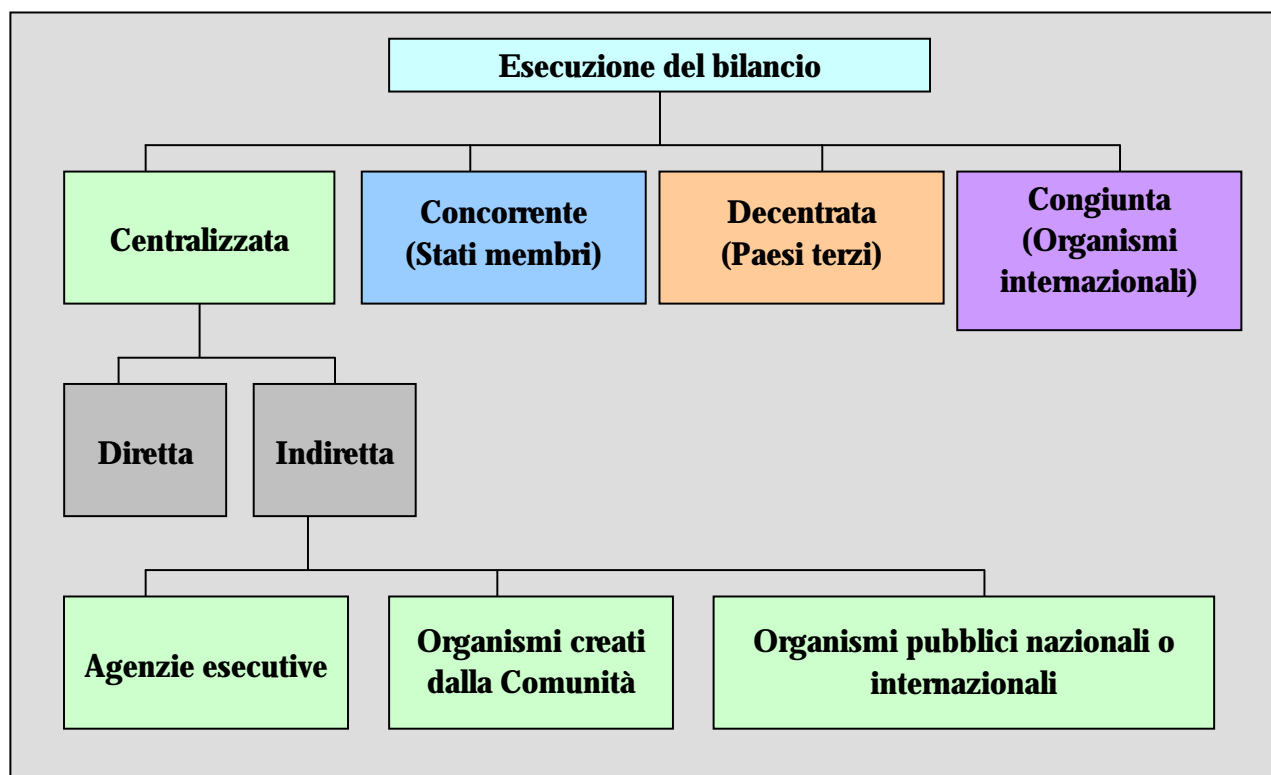 Esecuzione del bilancio
Centralizzata
Concorrente
(Stati membri)
Decentrata
(Paesi terzi)
Congiunta
(Organismi
internazionali)
Diretta
Indiretta
Agenzie esecutive
Organismi creati
dalla Comunità
Organismi pubblici nazionali o
internazionali